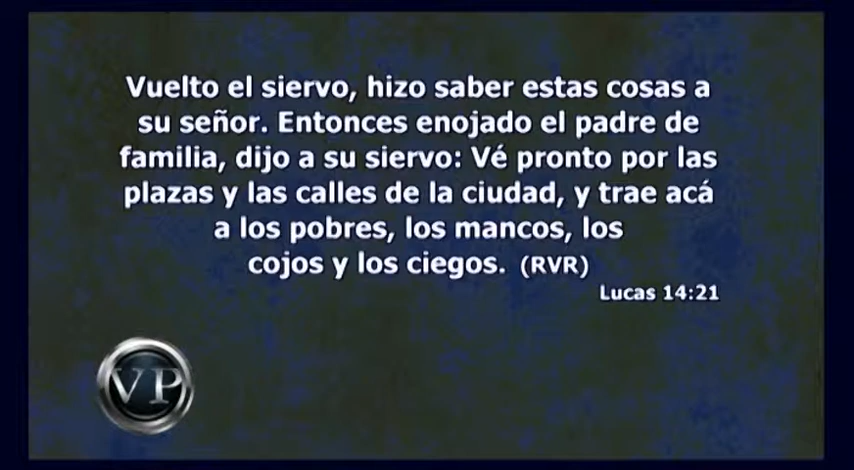 Vuelto el siervo, hizo saber estas cosas a
su señor. Entonces enojado el padre de
familia, dijo a su siervo: Vé pronto por las
plazas y las calles de la ciudad, y trae acá
a los pobres, los mancos, los
cojos y los ciegos. (RVR)
Lucas 14:21
VP